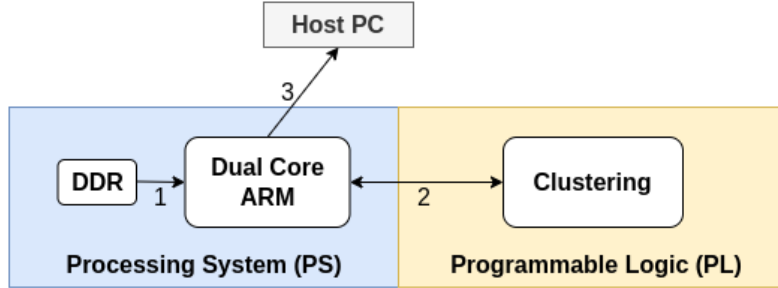 Host PC
3
DDR
1
Dual Core
ARM
2
Clustering
Processing System (PS)
Programmable Logic (PL)